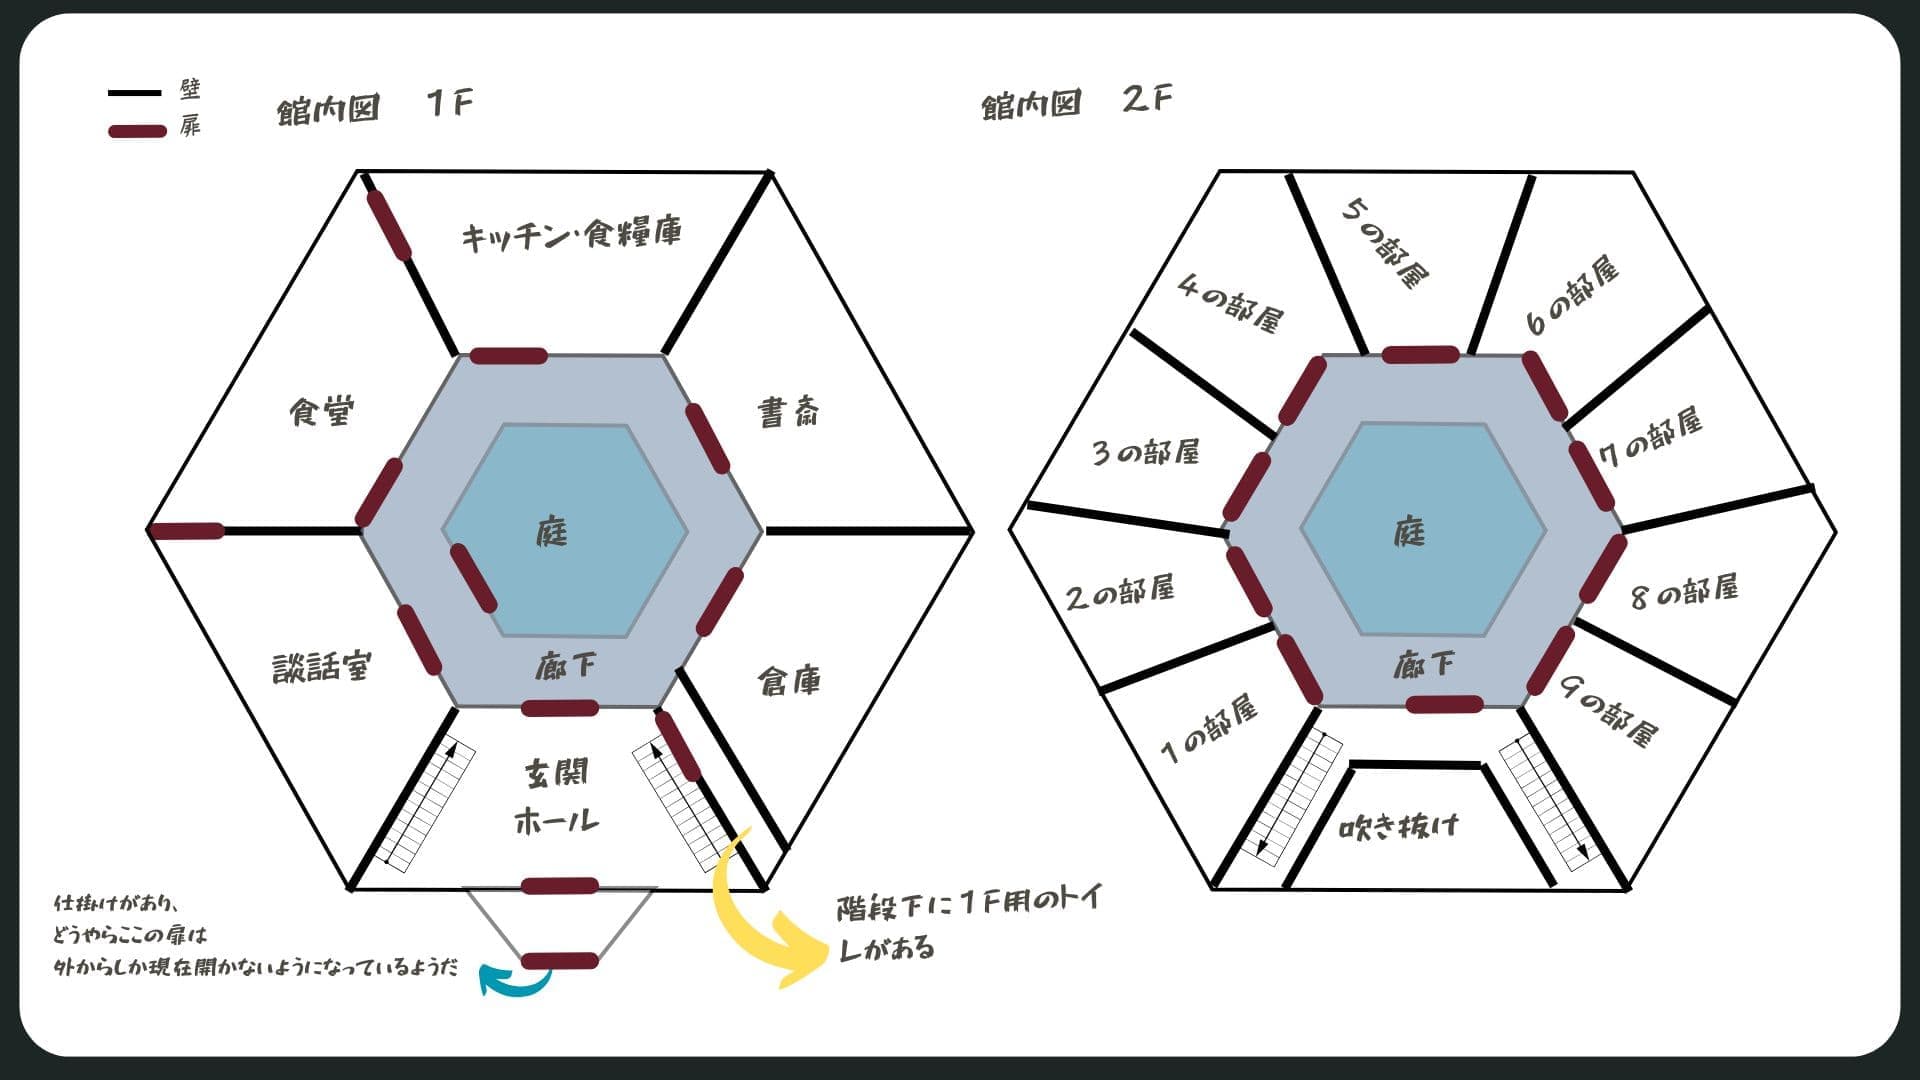 壁
扉
館内図 1F
キッチン・食糧庫
食堂
書斎
庭
談話室
廊下
倉庫
玄関
ホール
仕掛けがあり、
どうやらここの扉は
外からしか現在開かないようになっているようだ
階段下に1F用のトイ
レがある
館内図 2F
5の部屋
4の部屋
6の部屋
3の部屋
7の部屋
庭
2の部屋
8の部屋
廊下
1の部屋
9の部屋
吹き抜け